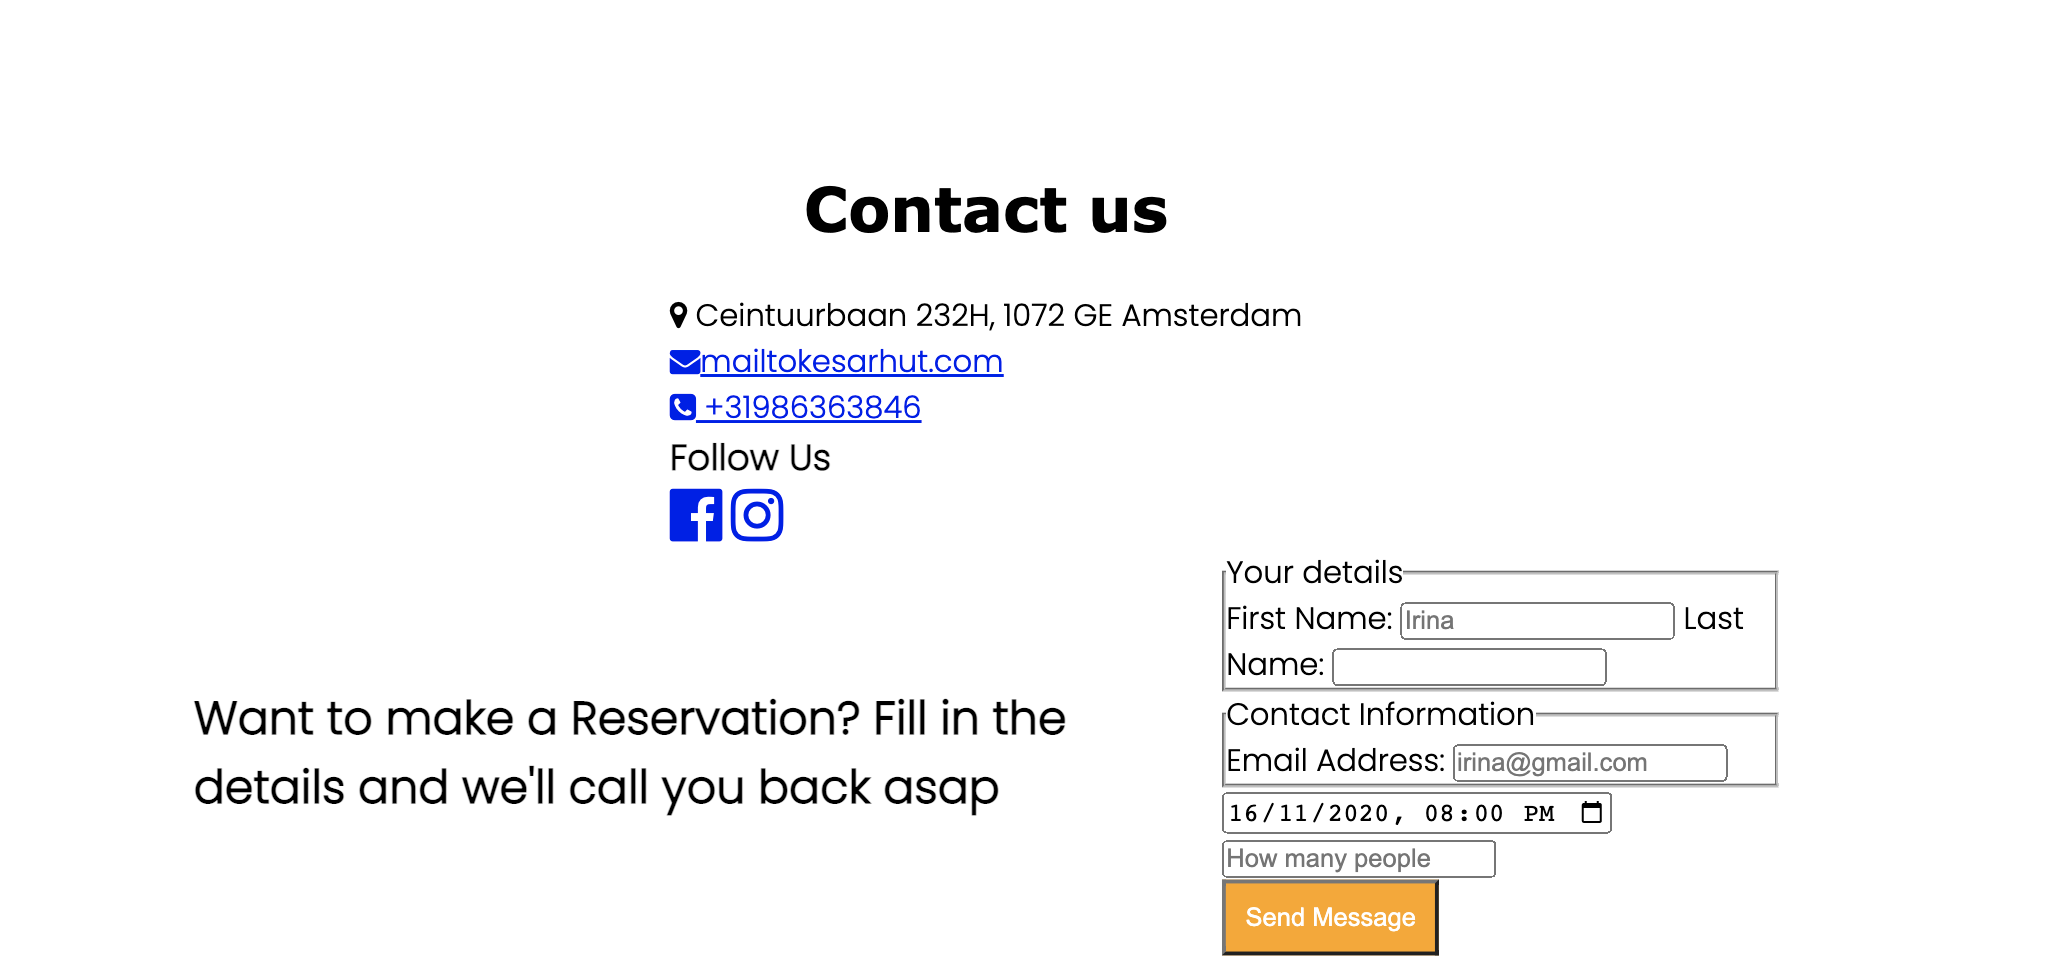 Contact us
Ceintuurbaan 232H, 1072 GE Amsterdam
mailtokesarhut.com
+31986363846
Follow Us
Want to make a Reservation? Fill in the
details and we'll call you back asap
Your details
First Name: Irina Last
Name:
Contact Information
Email Address: irina@gmail.com
16/11/2020, 08:00 PM
How many people
Send Message